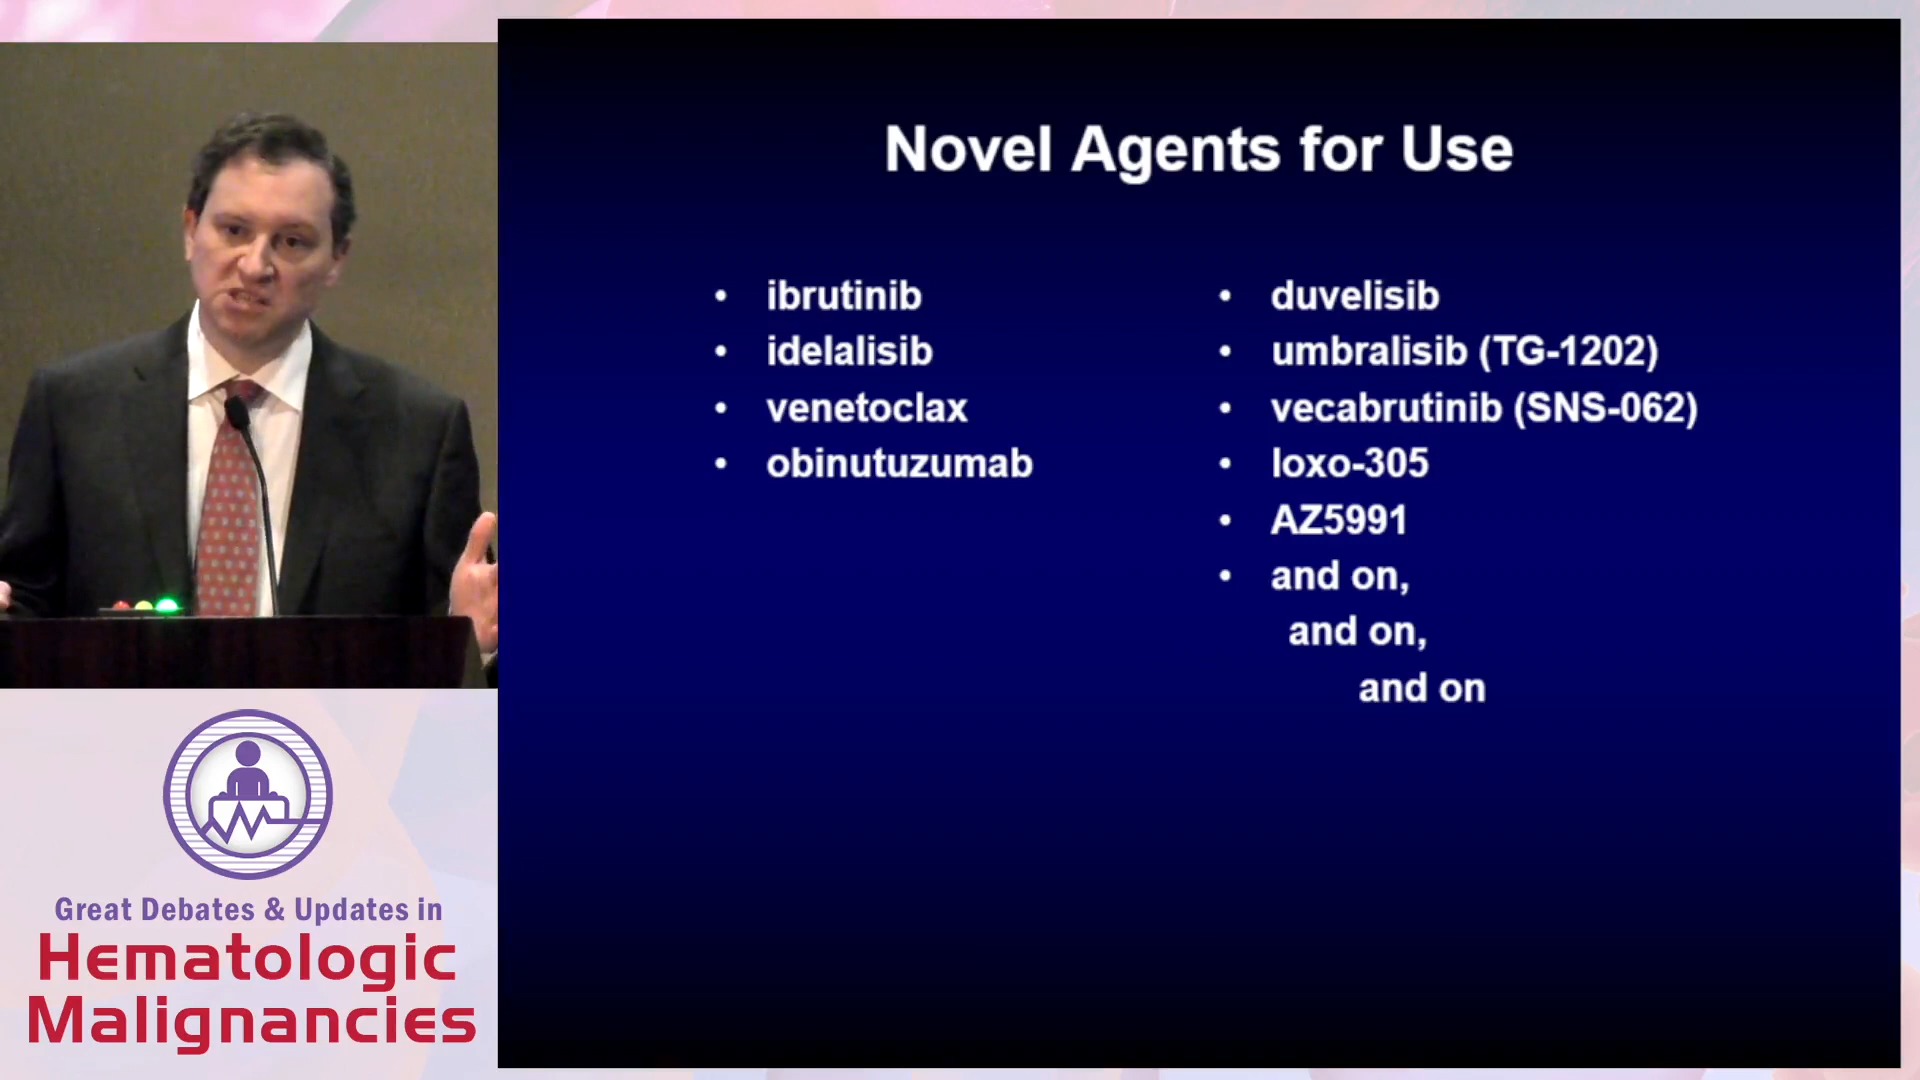 Novel Agents for Use
• ibrutinib
• idelalisib
• venetoclax
• obinutuzumab
• duvelisib
• umbralisib (TG-1202)
• vecabrutinib (SNS-062)
• loxo-305
• AZ5991
• and on,
and on,
and on
Great Debates & Updates in
Hematologic
Malignancies